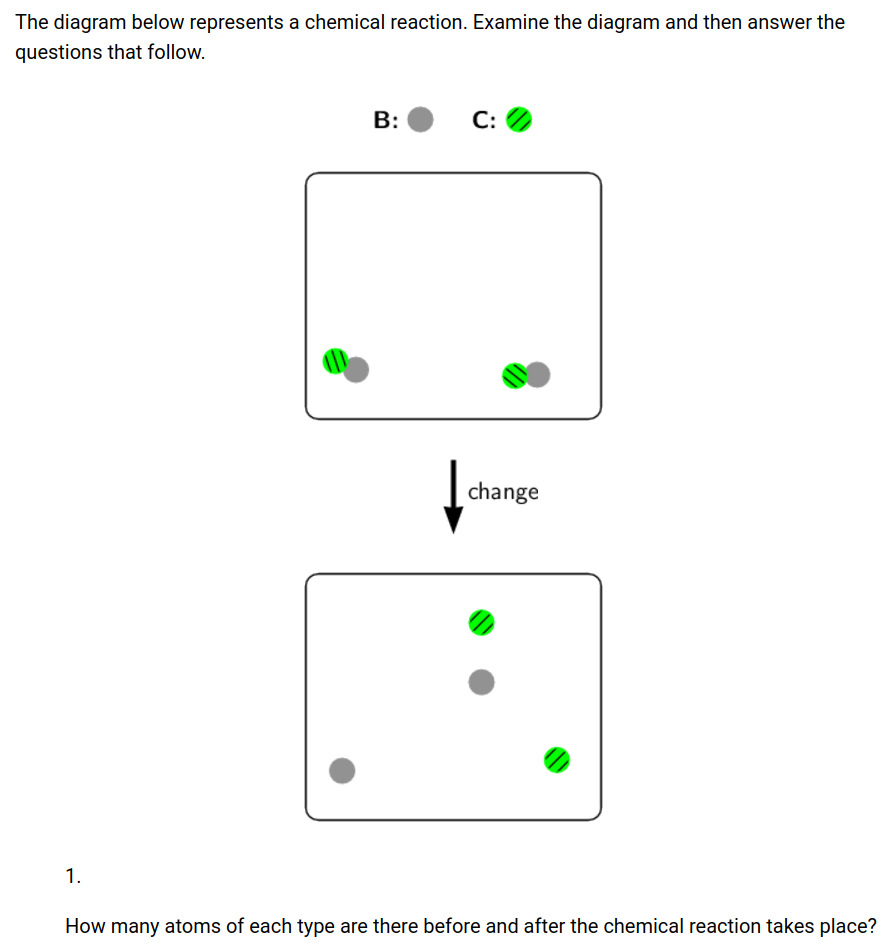 The diagram below represents a chemical reaction. Examine the diagram and then answer the
questions that follow.
B: C:
change
1.
How many atoms of each type are there before and after the chemical reaction takes place?